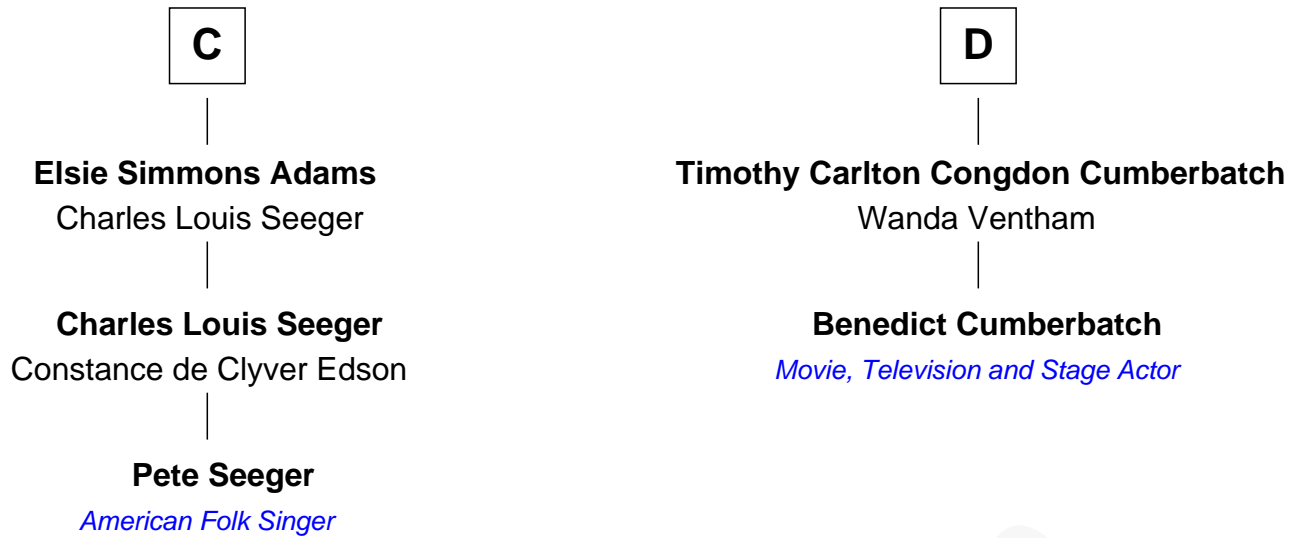 C
Elsie Simmons Adams
Charles Louis Seeger
Charles Louis Seeger
Constance de Clyver Edson
Pete Seeger
American Folk Singer
D
Timothy Carlton Congdon Cumberbatch
Wanda Ventham
Benedict Cumberbatch
Movie, Television and Stage Actor